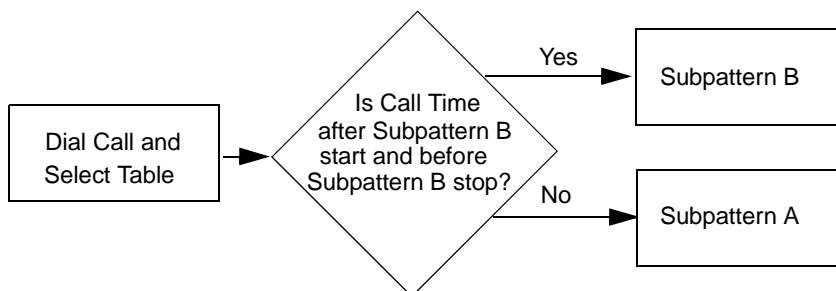 Dial Call and
Select Table
Is Call Time
after Subpattern B
start and before
Subpattern B stop?
Yes
Subpattern B
No
Subpattern A